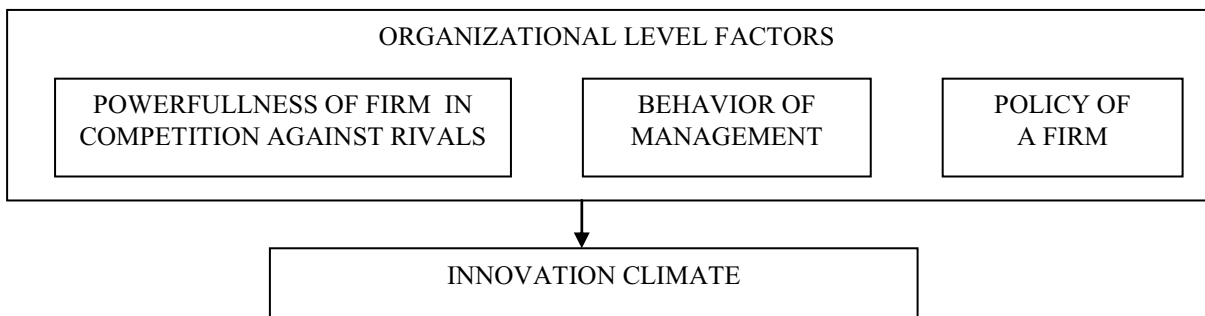 ORGANIZATIONAL LEVEL FACTORS
POWERFULLNESS OF FIRM IN
COMPETITION AGAINST RIVALS
BEHAVIOR OF
MANAGEMENT
POLICY OF
A FIRM
INNOVATION CLIMATE